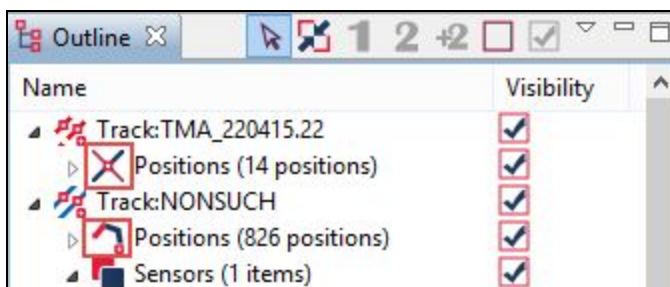 Outline
1 2 +2
Name Visibility
Track:TMA_220415.22
Positions (14 positions)
Track:NONSUCH
Positions (826 positions)
Sensors (1 items)